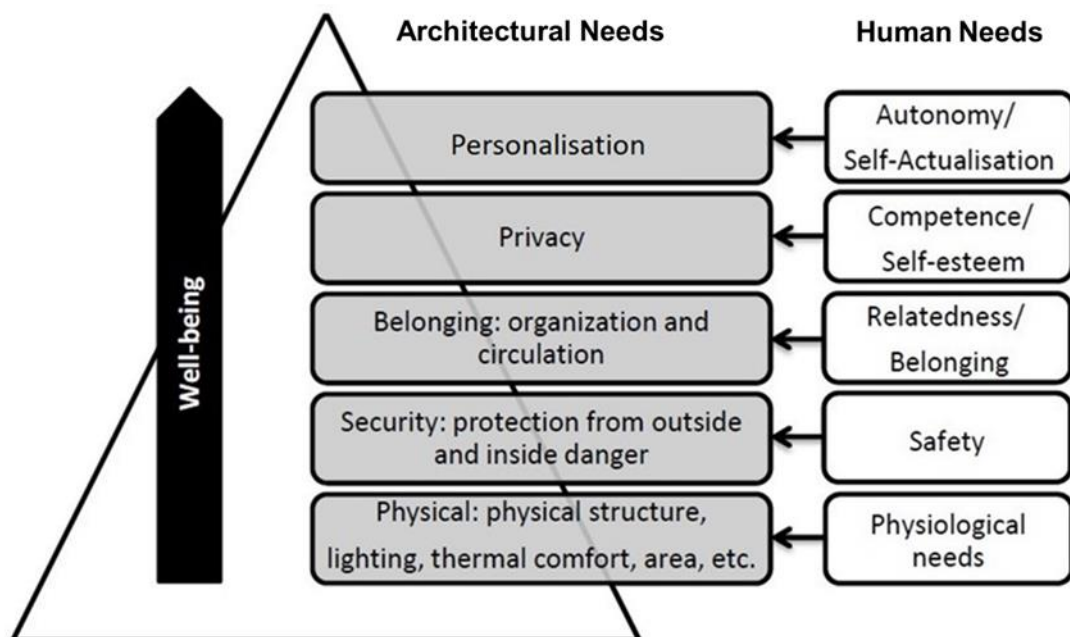 Architectural Needs
Human Needs
Well-being
Personalisation
Autonomy/
Self-Actualisation
Privacy
Competence/
Self-esteem
Belonging: organization and
circulation
Relatedness/
Belonging
Security: protection from outside
and inside danger
Safety
Physical: physical structure,
lighting, thermal comfort, area, etc.
Physiological
needs